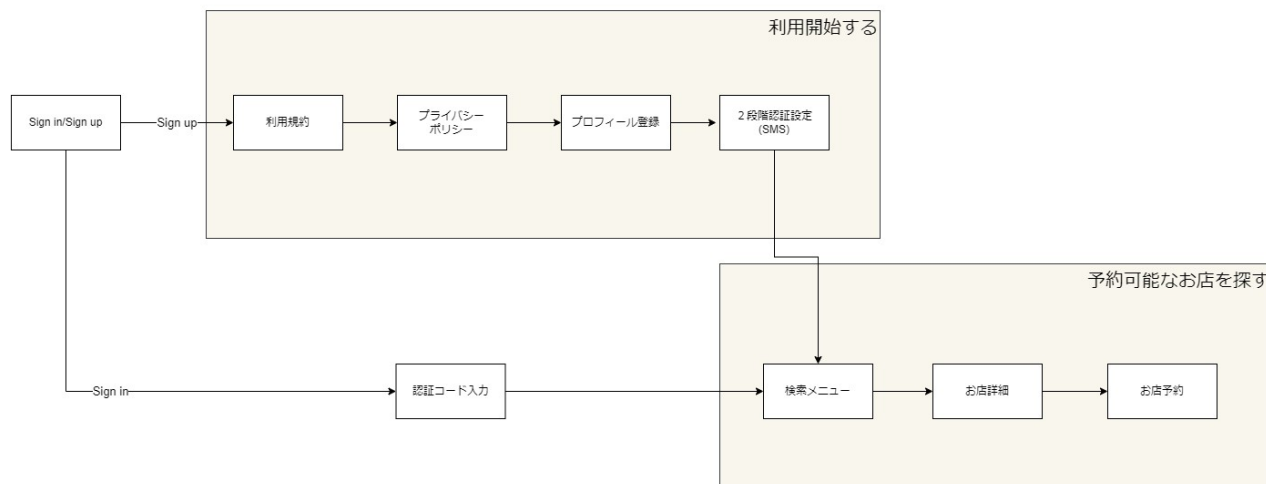 利用開始する
Sign in/Sign up
Sign up
利用規約
プライバシー
ポリシー
プロフィール登録
２段階認証設定
(SMS)
予約可能なお店を探す
Sign in
認証コード入力
検索メニュー
お店詳細
お店予約